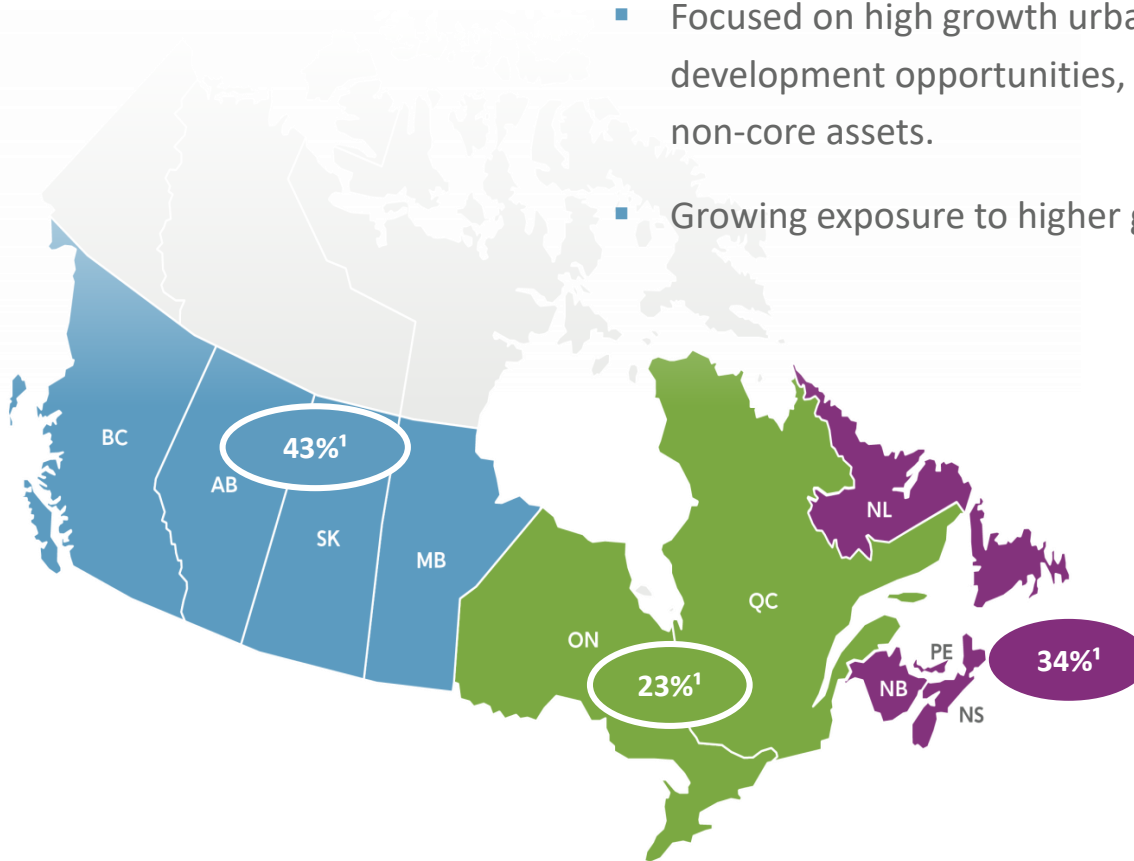 ▪ Focused on high growth urba
development opportunities,
non-core assets.
▪ Growing exposure to higher g
BC
43%¹
AB
SK
MB
NL
QC
ON
PE
34%¹
23%¹
NB
NS